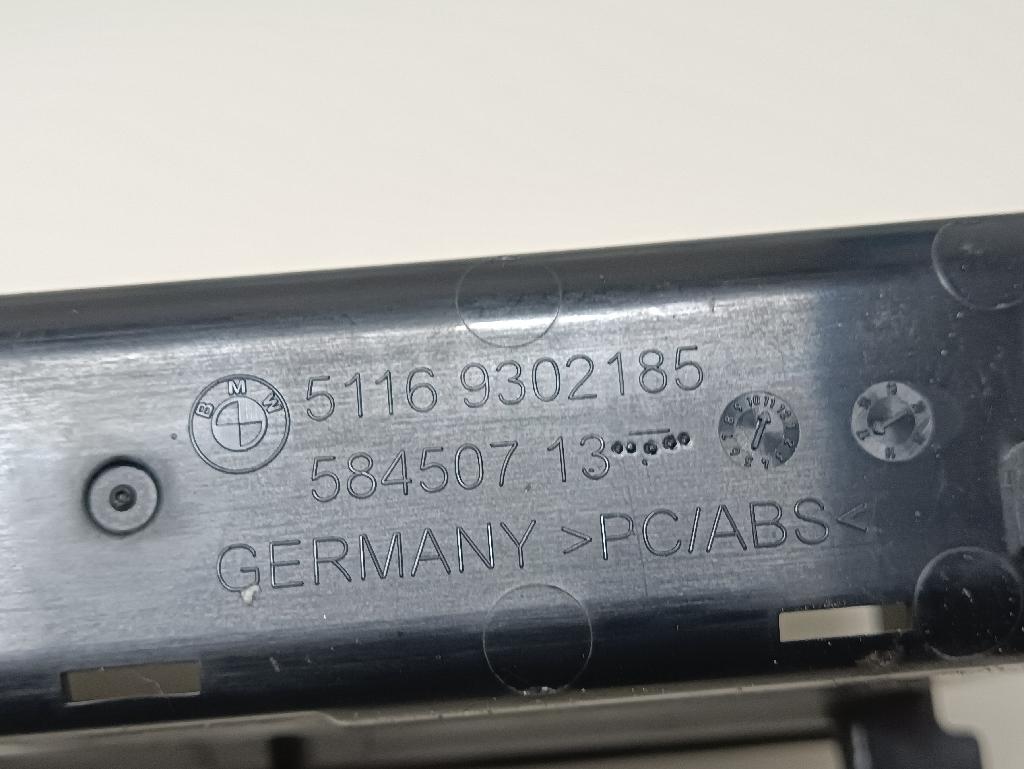 BMW
5116 9302185
584507 13
GERMANY >PC/ABS<